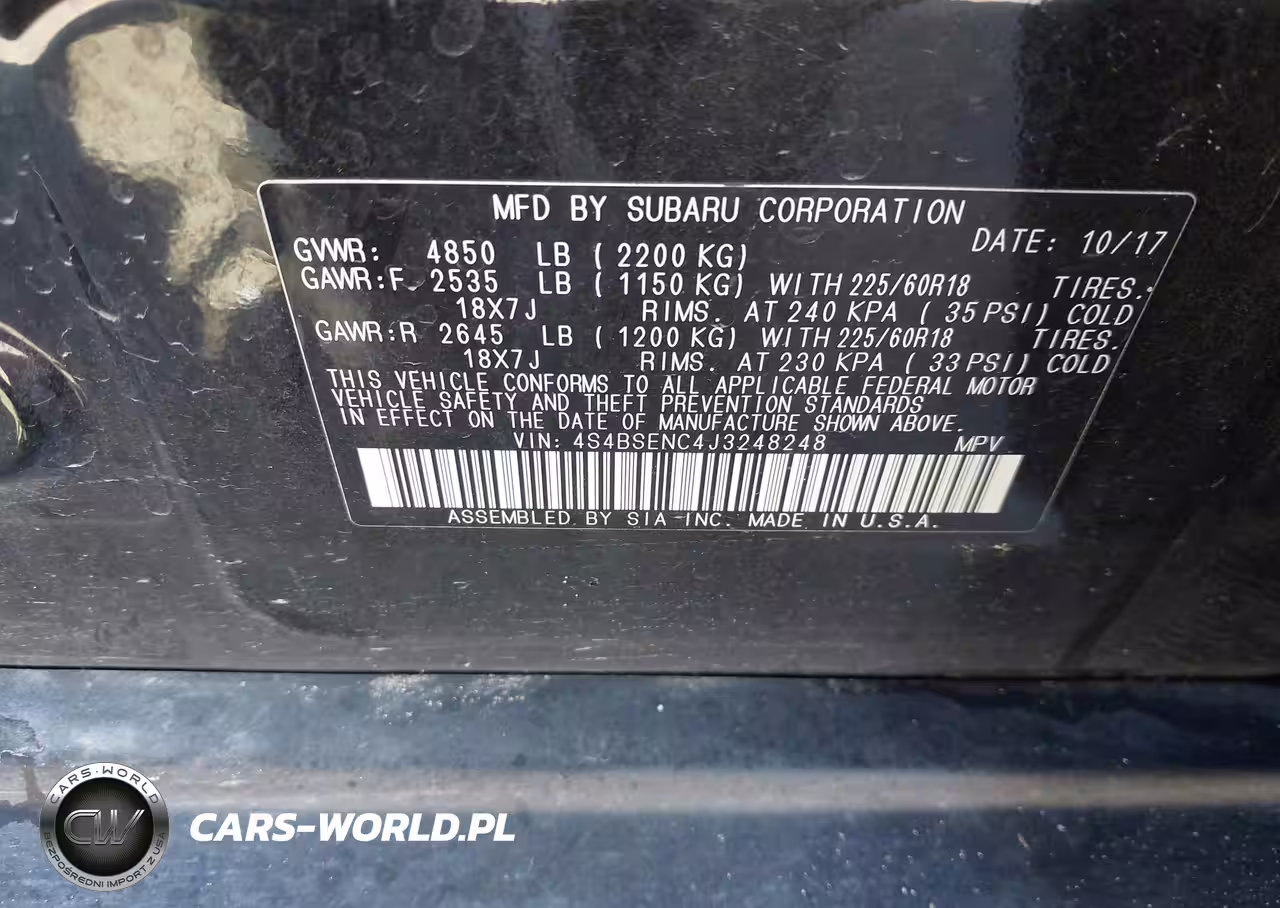 MFD BY SUBARU CORPORATION
DATE: 10/17
GVWR: 4850 LB ( 2200 KG)
GAWR:F 2535 LB ( 1150 KG) WITH 225/60R18 TIRES.
18X7J RIMS. AT 240 KPA ( 35 PSI) COLD
GAWR:R 2645 LB ( 1200 KG) WITH 225/60R18 TIRES.
18X7J RIMS. AT 230 KPA ( 33 PSI) COLD
THIS VEHICLE CONFORMS TO ALL APPLICABLE FEDERAL MOTOR
VEHICLE SAFETY AND THEFT PREVENTION STANDARDS
IN EFFECT ON THE DATE OF MANUFACTURE SHOWN ABOVE.
VIN: 4S4BSENC4J3248248 MPV
ASSEMBLED BY SIA-INC. MADE IN U.S.A.
CARS-WORLD
CW
BEZPOŚREDNI IMPORT Z USA
CARS-WORLD.PL